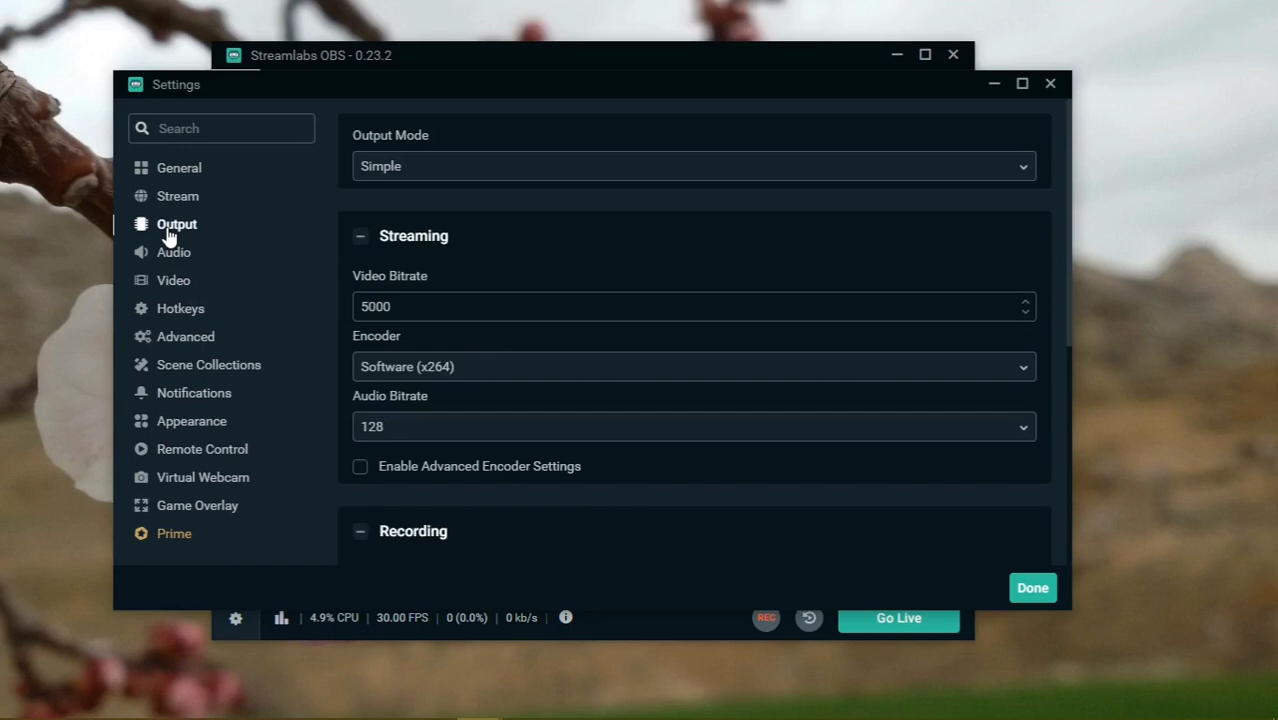 Streamlabs OBS - 0.23.2
Settings
Search
General
Stream
Output
Audio
Video
Hotkeys
Advanced
Scene Collections
Notifications
Appearance
Remote Control
Virtual Webcam
Game Overlay
Prime
Output Mode
Simple
Streaming
Video Bitrate
5000
Encoder
Software (x264)
Audio Bitrate
128
Enable Advanced Encoder Settings
Recording
Done
4.9% CPU | 30.00 FPS | 0 (0.0%) | 0 kb/s
REC
Go Live